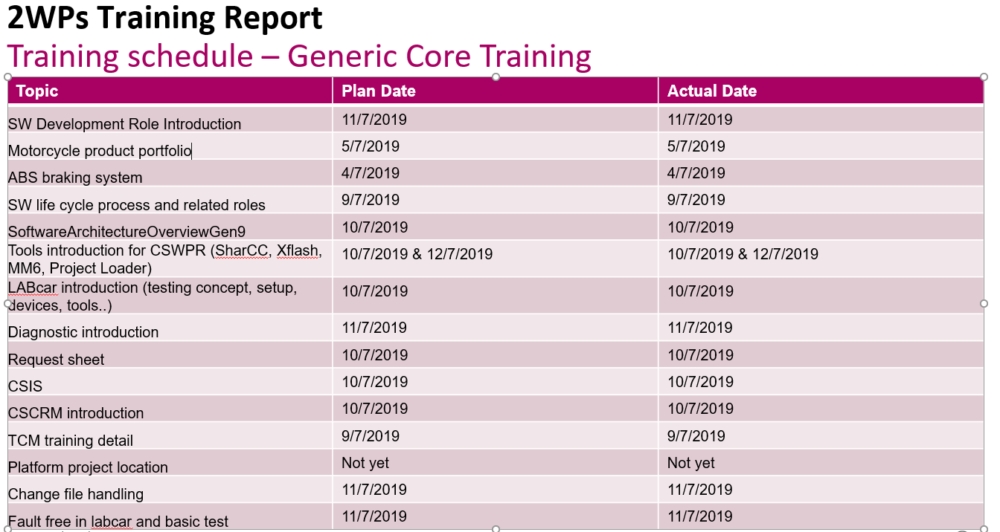 2WPs Training Report
Training schedule – Generic Core Training
Topic Plan Date Actual Date
SW Development Role Introduction 11/7/2019 11/7/2019
Motorcycle product portfolio 5/7/2019 5/7/2019
ABS braking system 4/7/2019 4/7/2019
SW life cycle process and related roles 9/7/2019 9/7/2019
SoftwareArchitectureOverviewGen9 10/7/2019 10/7/2019
Tools introduction for CSWPR (SharCC, Xflash,
MM6, Project Loader) 10/7/2019 & 12/7/2019 10/7/2019 & 12/7/2019
LABcar introduction (testing concept, setup,
devices, tools..) 10/7/2019 10/7/2019
Diagnostic introduction 11/7/2019 11/7/2019
Request sheet 10/7/2019 10/7/2019
CSIS 10/7/2019 10/7/2019
CSCRM introduction 10/7/2019 10/7/2019
TCM training detail 9/7/2019 9/7/2019
Platform project location Not yet Not yet
Change file handling 11/7/2019 11/7/2019
Fault free in labcar and basic test 11/7/2019 11/7/2019